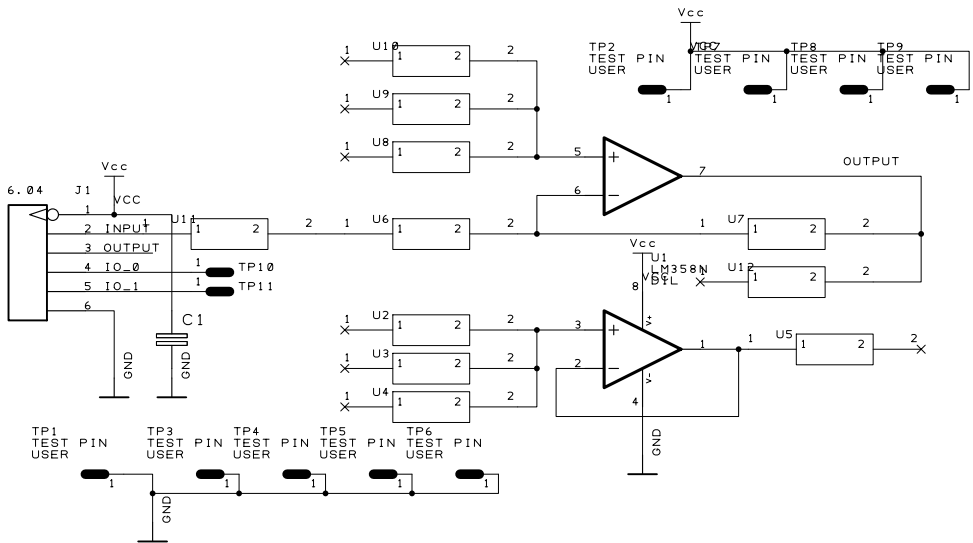 Vcc
VCC
TP2
TEST PIN
USER
TP7
TEST PIN
USER
TP8
TEST PIN
USER
TP9
TEST PIN
USER
1
1
1
1
1 U10 1 2 2
1 U9 1 2 2
1 U8 1 2 2
5 +
6 −
7 OUTPUT
Vcc
VCC
6.04 J1
1
2 INPUT
3 OUTPUT
4 IO_0 1 TP10
5 IO_1 1 TP11
6
1 U11 1 2 2
1 U6 1 2 2
1 U7 1 2 2
1 U12 1 2 2
Vcc
VCC
U1
LM358N
DIL
8
V+
C1
GND
GND
1 U2 1 2 2
1 U3 1 2 2
1 U4 1 2 2
3 +
2 −
1
V-
4
GND
1 U5 1 2 2
TP1
TEST PIN
USER
TP3
TEST PIN
USER
TP4
TEST PIN
USER
TP5
TEST PIN
USER
TP6
TEST PIN
USER
1
1
1
1
1
GND